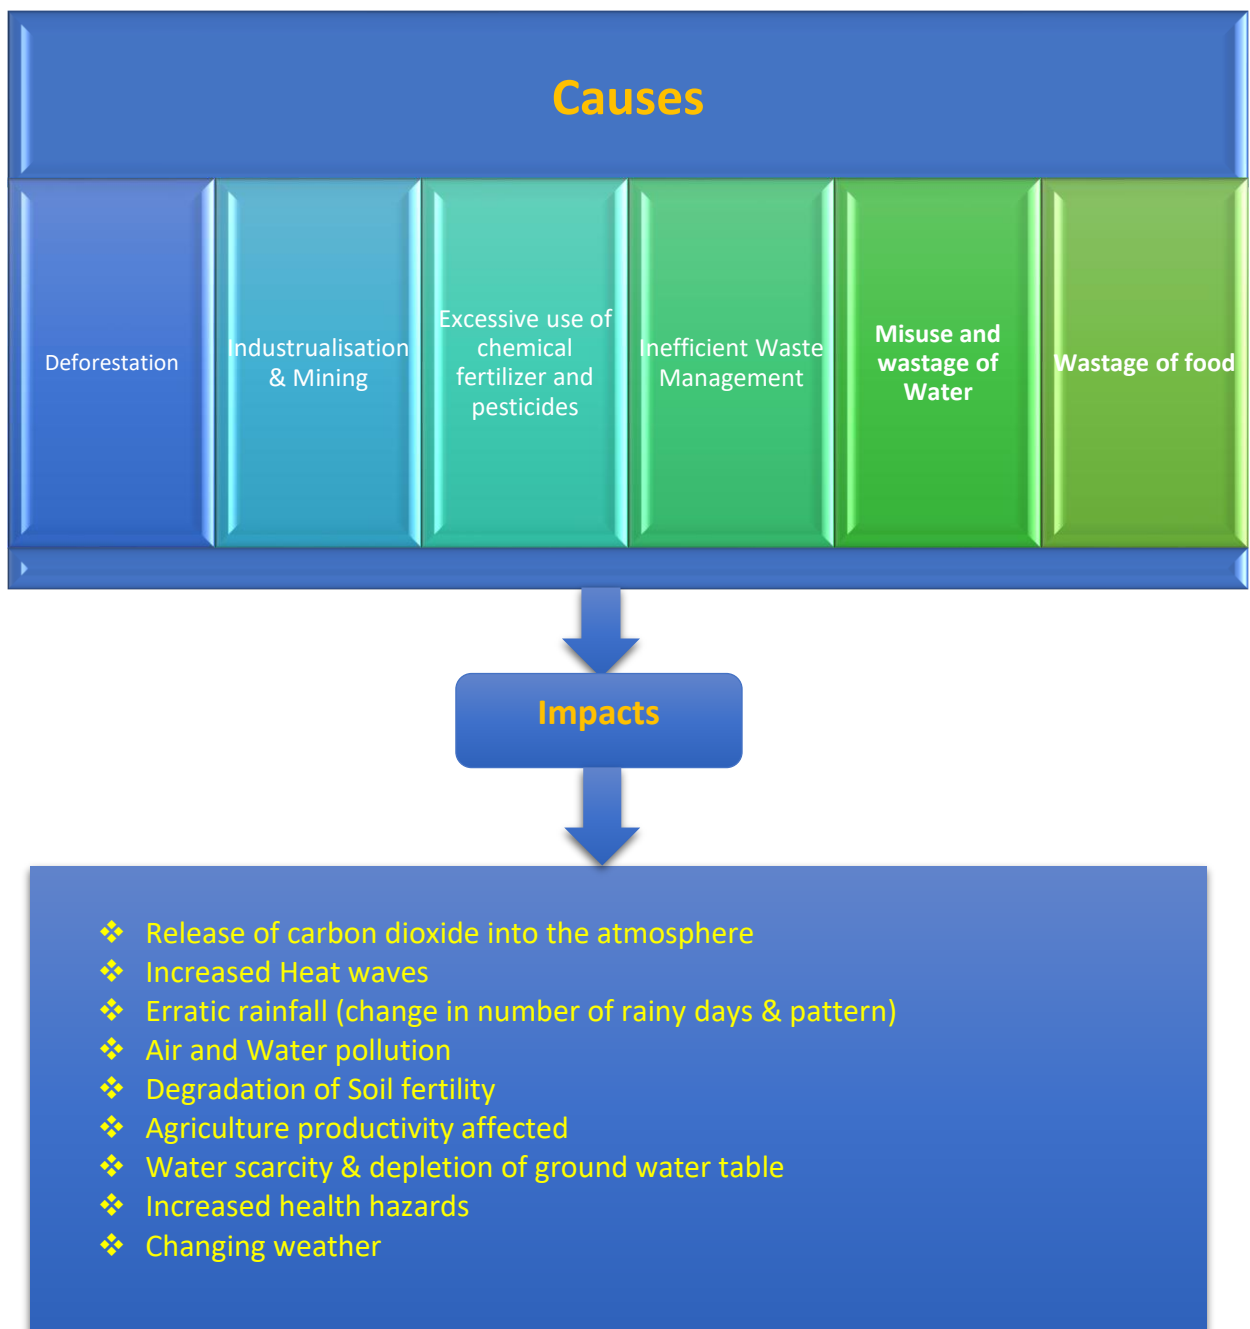 Causes
Deforestation
Industrualisation
& Mining
Excessive use of
chemical
fertilizer and
pesticides
Inefficient Waste
Management
Misuse and
wastage of
Water
Wastage of food
Impacts
❖ Release of carbon dioxide into the atmosphere
❖ Increased Heat waves
❖ Erratic rainfall (change in number of rainy days & pattern)
❖ Air and Water pollution
❖ Degradation of Soil fertility
❖ Agriculture productivity affected
❖ Water scarcity & depletion of ground water table
❖ Increased health hazards
❖ Changing weather